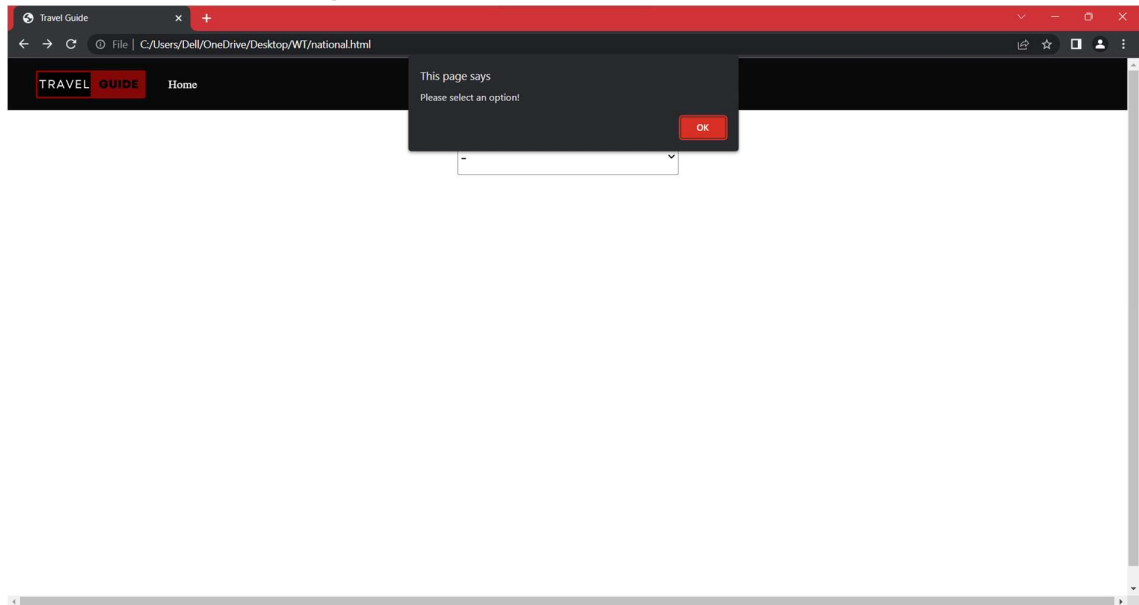 Travel Guide
File | C:/Users/Dell/OneDrive/Desktop/WT/national.html
TRAVEL GUIDE
Home
This page says
Please select an option!
OK
-